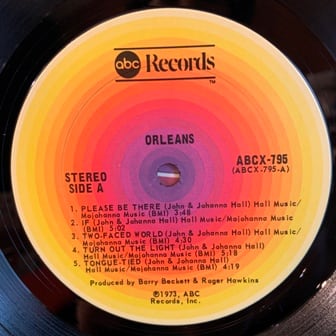 abc Records
TM
ORLEANS
STEREO
SIDE A
ABCX-795
(ABCX-795-A)
1. PLEASE BE THERE (John & Johanna Hall) Hall Music/
Mojohanna Music (BMI) 3:48
2. IF (John & Johanna Hall) Hall Music/Mojohanna Music
(BMI) 5:02
3. TWO-FACED WORLD (John & Johanna Hall) Hall Music/
Mojohanna Music (BMI) 4:30
4. TURN OUT THE LIGHT (John & Johanna Hall)
Hall Music/Mojohanna Music (BMI) 5:18
5. TONGUE-TIED (John & Johanna Hall)
Hall Music/Mojohanna Music (BMI) 4:19
Produced by Barry Beckett & Roger Hawkins
℗1973, ABC
Records, Inc.